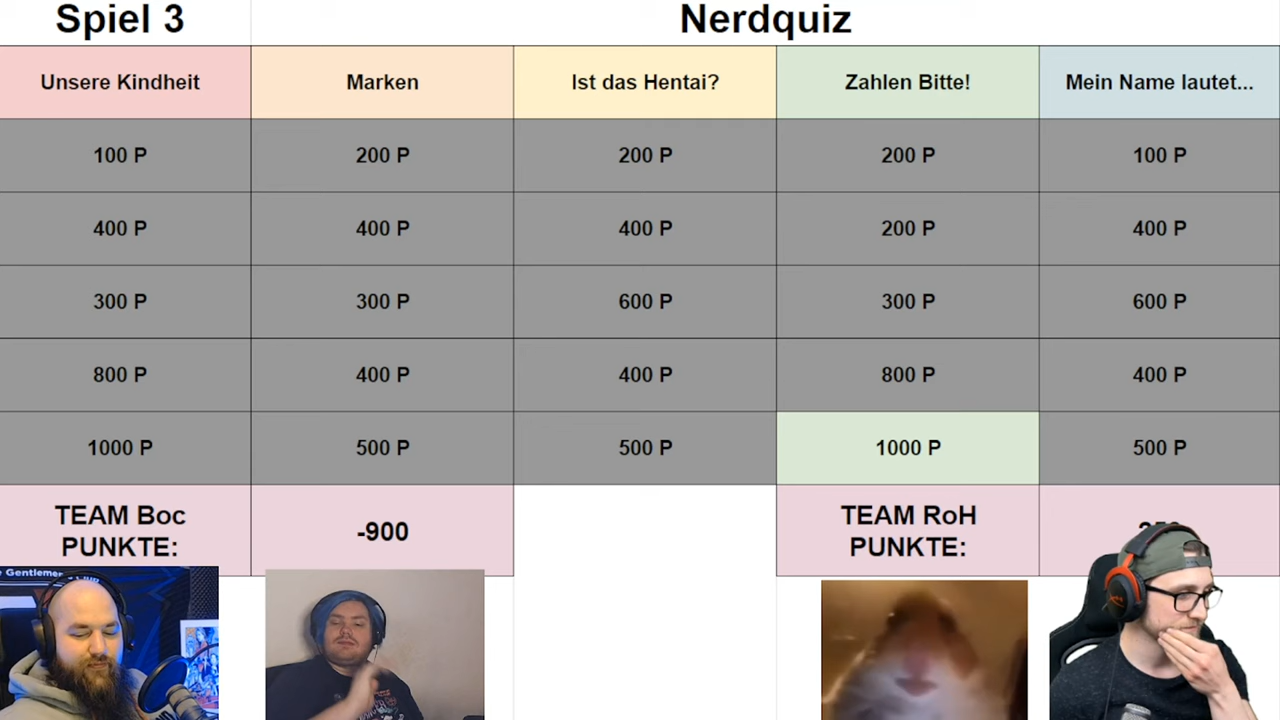 Spiel 3 Nerdquiz
Unsere Kindheit Marken Ist das Hentai? Zahlen Bitte! Mein Name lautet...
100 P 200 P 200 P 200 P 100 P
400 P 400 P 400 P 200 P 400 P
300 P 300 P 600 P 300 P 600 P
800 P 400 P 400 P 800 P 400 P
1000 P 500 P 500 P 1000 P 500 P
TEAM Boc
PUNKTE:
-900
TEAM RoH
PUNKTE:
Gentlemen